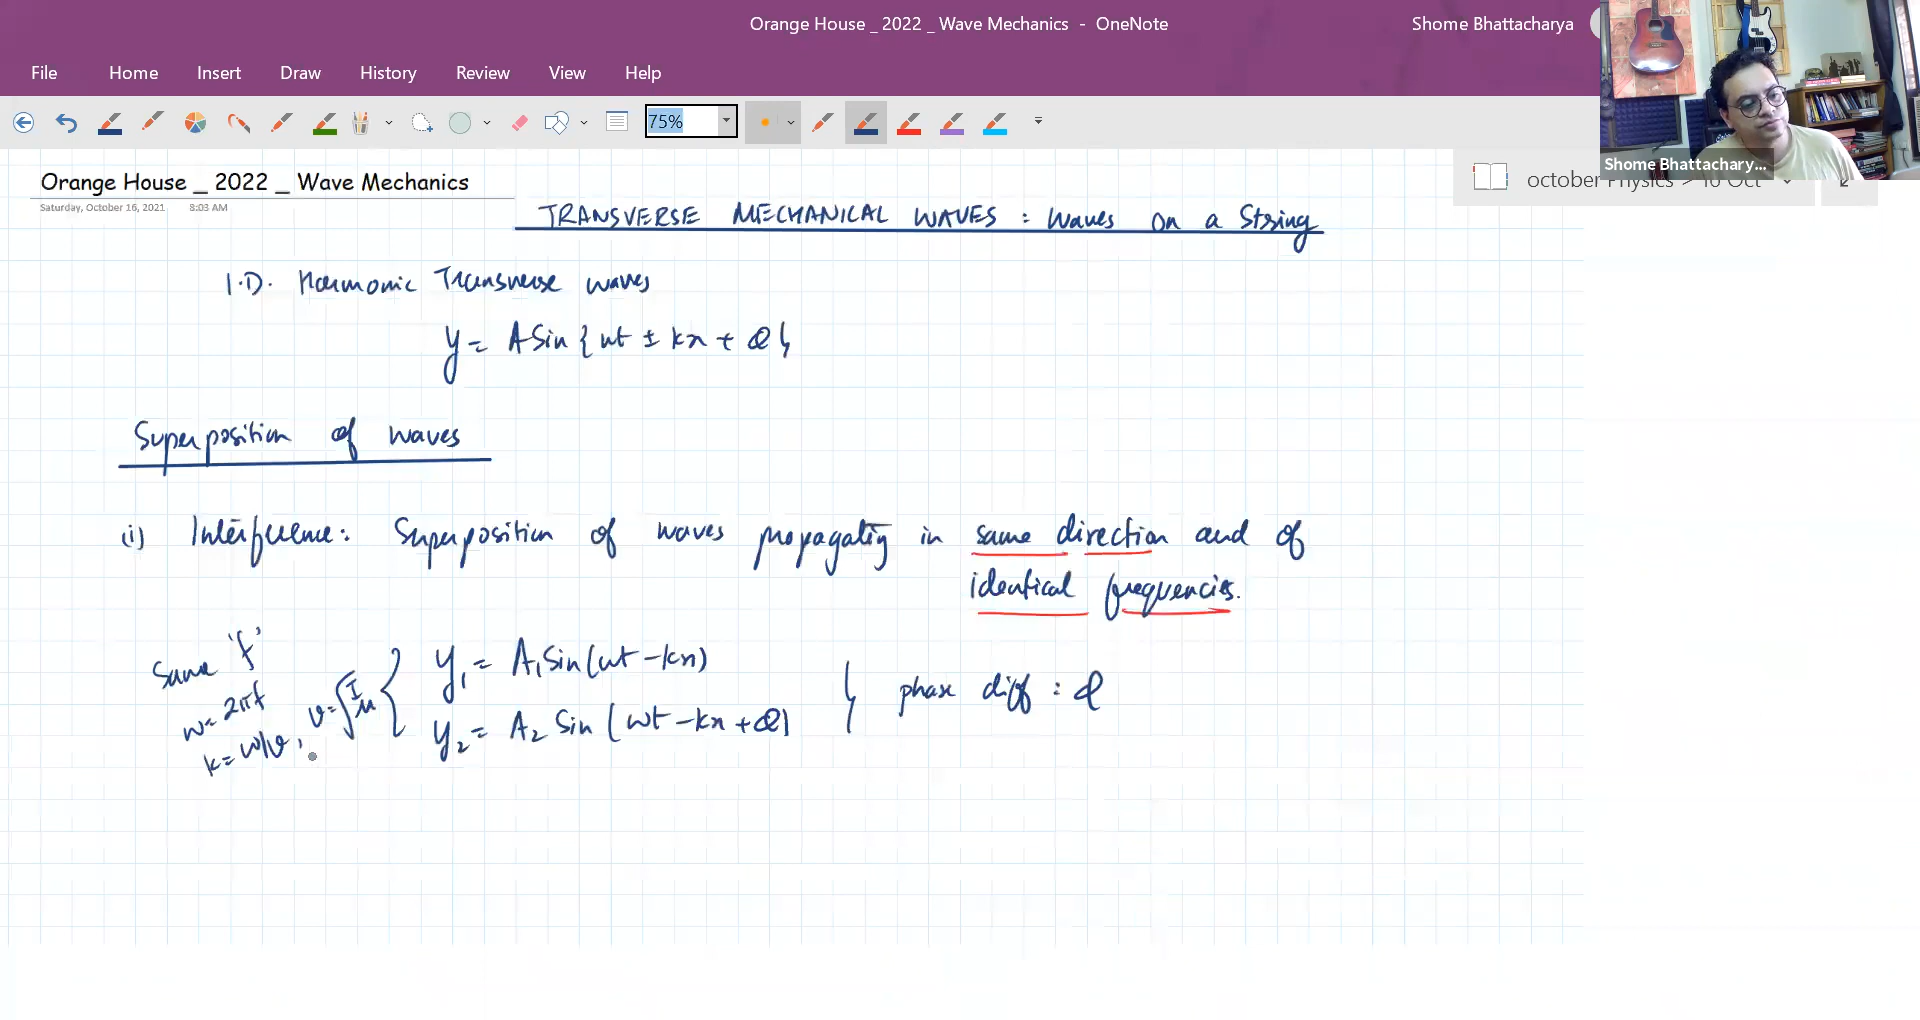 Orange House _ 2022 _ Wave Mechanics - OneNote
Shome Bhattacharya
File Home Insert Draw History Review View Help
75%
Shome Bhattachary...
Orange House _ 2022 _ Wave Mechanics
october Physics > 16 Oct
Saturday, October 16, 2021 8:03 AM
TRANSVERSE MECHANICAL WAVES : Waves on a String
1.D. Harmonic Transverse waves
y = A Sin { ωt ± kx + φ }
Superposition of waves
(i) Interference: Superposition of waves propagating in same direction and of
identical frequencies.
Same 'f'
ω = 2πf
k = ω/v , v = √T/μ
y₁ = A₁ Sin (ωt - kx)
y₂ = A₂ Sin (ωt - kx + φ)
phase diff : φ